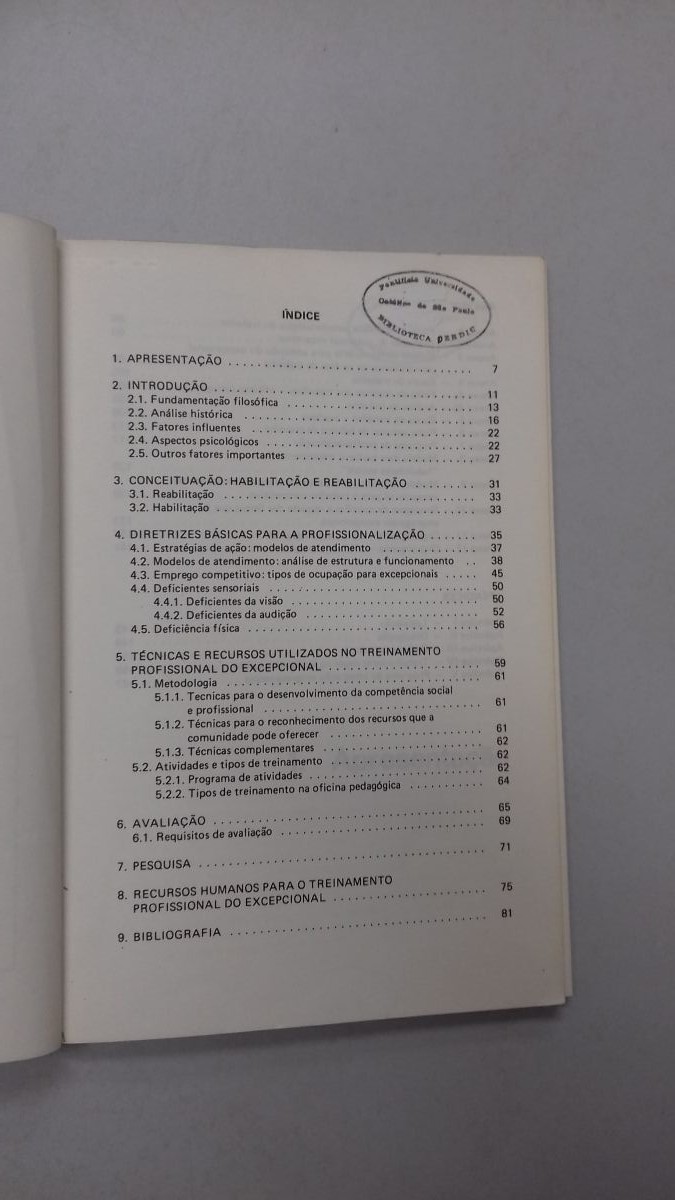 Pontifícia Universidade
Católica de São Paulo
BIBLIOTECA DERDIC
ÍNDICE
1. APRESENTAÇÃO 7
2. INTRODUÇÃO 11
2.1. Fundamentação filosófica 13
2.2. Análise histórica 16
2.3. Fatores influentes 22
2.4. Aspectos psicológicos 22
2.5. Outros fatores importantes 27
3. CONCEITUAÇÃO: HABILITAÇÃO E REABILITAÇÃO 31
3.1. Reabilitação 33
3.2. Habilitação 33
4. DIRETRIZES BÁSICAS PARA A PROFISSIONALIZAÇÃO 35
4.1. Estratégias de ação: modelos de atendimento 37
4.2. Modelos de atendimento: análise de estrutura e funcionamento 38
4.3. Emprego competitivo: tipos de ocupação para excepcionais 45
4.4. Deficientes sensoriais 50
4.4.1. Deficientes da visão 50
4.4.2. Deficientes da audição 52
4.5. Deficiência física 56
5. TÉCNICAS E RECURSOS UTILIZADOS NO TREINAMENTO
PROFISSIONAL DO EXCEPCIONAL 59
5.1. Metodologia 61
5.1.1. Tecnicas para o desenvolvimento da competência social
e profissional 61
5.1.2. Técnicas para o reconhecimento dos recursos que a
comunidade pode oferecer 61
5.1.3. Técnicas complementares 62
5.2. Atividades e tipos de treinamento 62
5.2.1. Programa de atividades 62
5.2.2. Tipos de treinamento na oficina pedagógica 64
6. AVALIAÇÃO 65
6.1. Requisitos de avaliação 69
7. PESQUISA 71
8. RECURSOS HUMANOS PARA O TREINAMENTO
PROFISSIONAL DO EXCEPCIONAL 75
9. BIBLIOGRAFIA 81